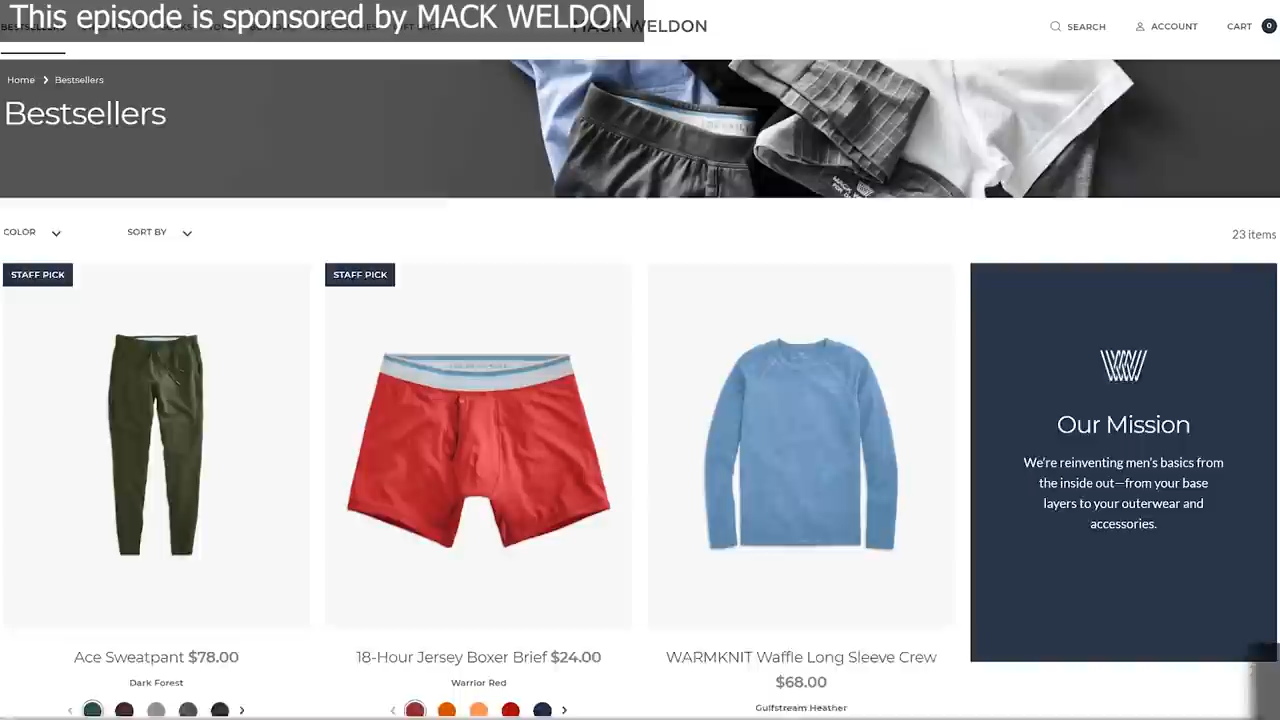 This episode is sponsored by MACK WELDON
MACK WELDON
SEARCH
ACCOUNT
CART
0
Home
Bestsellers
Bestsellers
COLOR
SORT BY
23 items
STAFF PICK
STAFF PICK
Our Mission
We're reinventing men's basics from
the inside out—from your base
layers to your outerwear and
accessories.
Ace Sweatpant $78.00
Dark Forest
18-Hour Jersey Boxer Brief $24.00
Warrior Red
WARMKNIT Waffle Long Sleeve Crew
$68.00
Gulfstream Heather